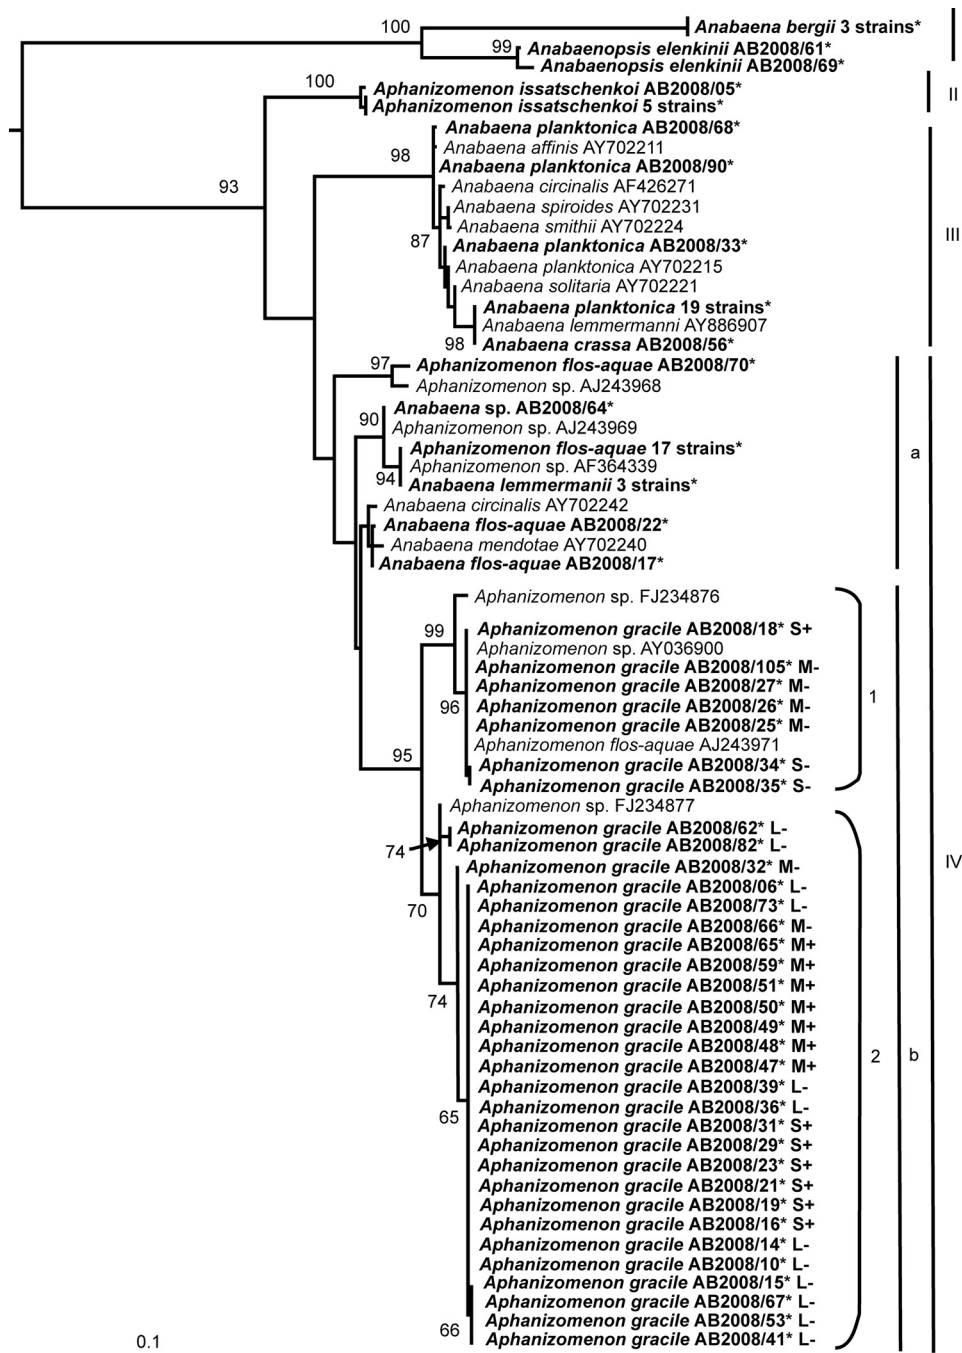 100
Anabaena bergii 3 strains*
99
Anabaenopsis elenkinii AB2008/61*
Anabaenopsis elenkinii AB2008/69*
I
100
Aphanizomenon issatschenkoi AB2008/05*
Aphanizomenon issatschenkoi 5 strains*
II
93
98
Anabaena planktonica AB2008/68*
Anabaena affinis AY702211
Anabaena planktonica AB2008/90*
Anabaena circinalis AF426271
Anabaena spiroides AY702231
Anabaena smithii AY702224
87
Anabaena planktonica AB2008/33*
III
Anabaena planktonica AY702215
Anabaena solitaria AY702221
Anabaena planktonica 19 strains*
Anabaena lemmermanni AY886907
98
Anabaena crassa AB2008/56*
97
Aphanizomenon flos-aquae AB2008/70*
Aphanizomenon sp. AJ243968
90
Anabaena sp. AB2008/64*
Aphanizomenon sp. AJ243969
Aphanizomenon flos-aquae 17 strains*
a
Aphanizomenon sp. AF364339
94
Anabaena lemmermanii 3 strains*
Anabaena circinalis AY702242
Anabaena flos-aquae AB2008/22*
Anabaena mendotae AY702240
Anabaena flos-aquae AB2008/17*
Aphanizomenon sp. FJ234876
99
Aphanizomenon gracile AB2008/18* S+
Aphanizomenon sp. AY036900
Aphanizomenon gracile AB2008/105* M-
Aphanizomenon gracile AB2008/27* M-
1
96
Aphanizomenon gracile AB2008/26* M-
Aphanizomenon gracile AB2008/25* M-
Aphanizomenon flos-aquae AJ243971
95
Aphanizomenon gracile AB2008/34* S-
Aphanizomenon gracile AB2008/35* S-
Aphanizomenon sp. FJ234877
Aphanizomenon gracile AB2008/62* L-
74
Aphanizomenon gracile AB2008/82* L-
Aphanizomenon gracile AB2008/32* M-
IV
Aphanizomenon gracile AB2008/06* L-
70
Aphanizomenon gracile AB2008/73* L-
Aphanizomenon gracile AB2008/66* M-
Aphanizomenon gracile AB2008/65* M+
Aphanizomenon gracile AB2008/59* M+
Aphanizomenon gracile AB2008/51* M+
74
Aphanizomenon gracile AB2008/50* M+
Aphanizomenon gracile AB2008/49* M+
Aphanizomenon gracile AB2008/48* M+
2
b
Aphanizomenon gracile AB2008/47* M+
Aphanizomenon gracile AB2008/39* L-
Aphanizomenon gracile AB2008/36* L-
65
Aphanizomenon gracile AB2008/31* S+
Aphanizomenon gracile AB2008/29* S+
Aphanizomenon gracile AB2008/23* S+
Aphanizomenon gracile AB2008/21* S+
Aphanizomenon gracile AB2008/19* S+
Aphanizomenon gracile AB2008/16* S+
Aphanizomenon gracile AB2008/14* L-
Aphanizomenon gracile AB2008/10* L-
Aphanizomenon gracile AB2008/15* L-
Aphanizomenon gracile AB2008/67* L-
Aphanizomenon gracile AB2008/53* L-
66
Aphanizomenon gracile AB2008/41* L-
0.1